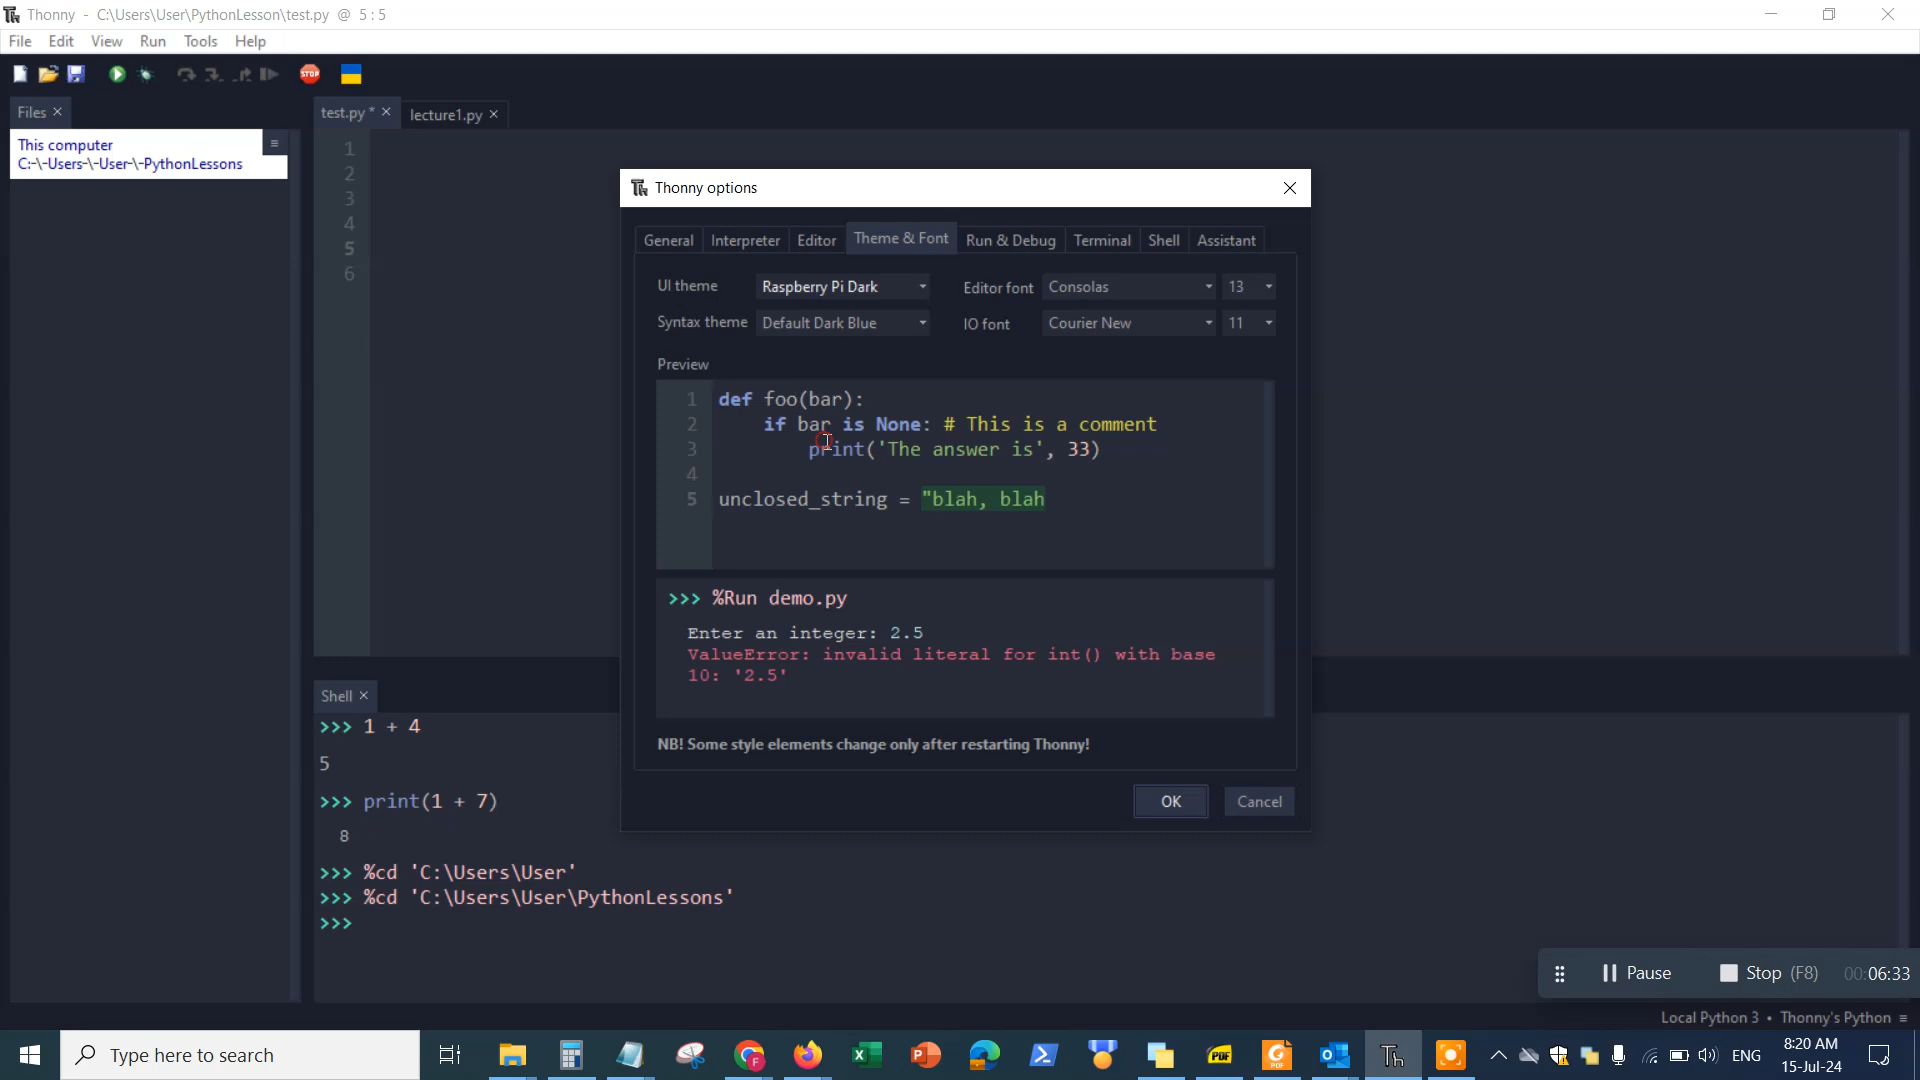 Thonny - C:\Users\User\PythonLesson\test.py @ 5 : 5
File Edit View Run Tools Help
STOP
Files ×
test.py * ×
lecture1.py ×
This computer
C:-\-Users-\-User-\-PythonLessons
1
2
3
4
5
6
Thonny options
General Interpreter Editor Theme & Font Run & Debug Terminal Shell Assistant
UI theme Raspberry Pi Dark Editor font Consolas 13
Syntax theme Default Dark Blue IO font Courier New 11
Preview
1 def foo(bar):
2 if bar is None: # This is a comment
3 print('The answer is', 33)
4
5 unclosed_string = "blah, blah
>>> %Run demo.py
Enter an integer: 2.5
ValueError: invalid literal for int() with base
10: '2.5'
NB! Some style elements change only after restarting Thonny!
OK Cancel
Shell ×
>>> 1 + 4
5
>>> print(1 + 7)
8
>>> %cd 'C:\Users\User'
>>> %cd 'C:\Users\User\PythonLessons'
>>>
Pause Stop (F8) 00:06:33
Local Python 3 • Thonny's Python ≡
Type here to search
ENG
8:20 AM
15-Jul-24